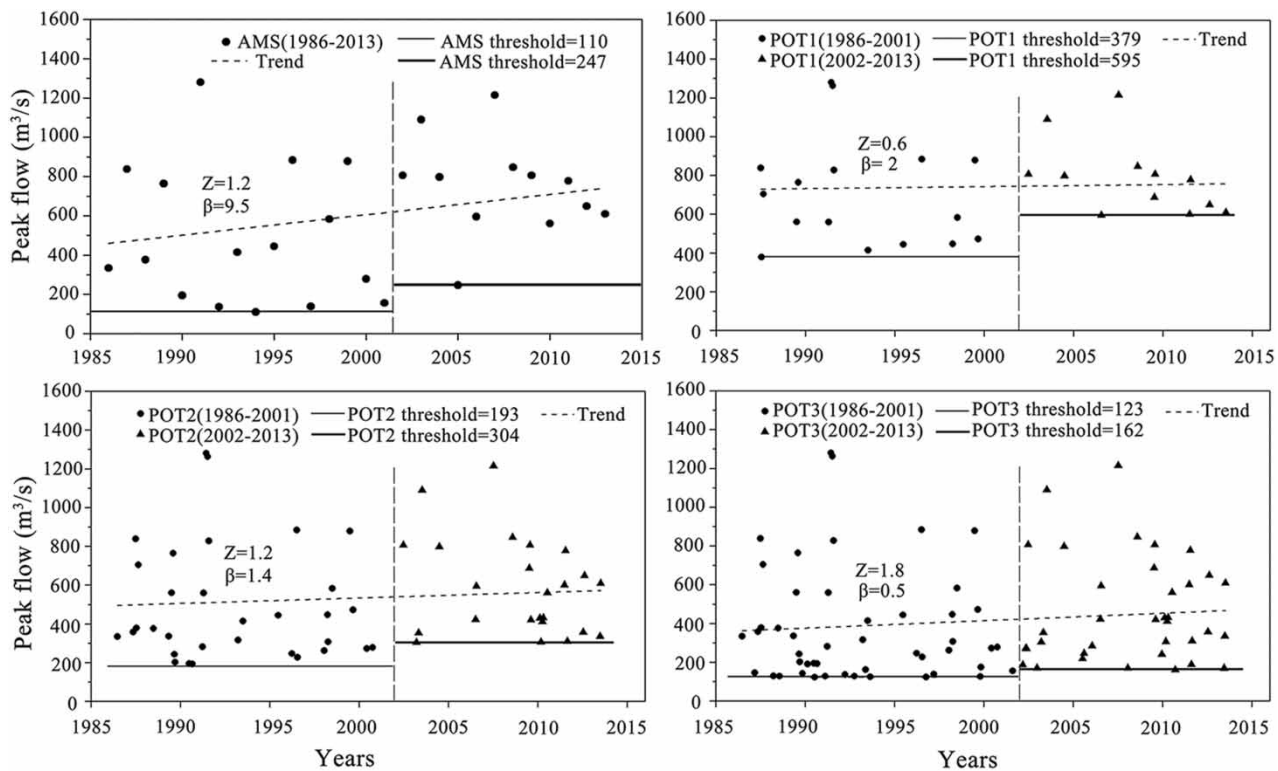 Peak flow (m³/s)
1600
1400
1200
1000
800
600
400
200
0
AMS(1986-2013) AMS threshold=110
Trend AMS threshold=247
Z=1.2
β=9.5
1985 1990 1995 2000 2005 2010 2015
1600
1400
1200
1000
800
600
400
200
0
POT1(1986-2001) POT1 threshold=379 Trend
POT1(2002-2013) POT1 threshold=595
Z=0.6
β= 2
1985 1990 1995 2000 2005 2010 2015
Peak flow (m³/s)
1600
1400
1200
1000
800
600
400
200
0
POT2(1986-2001) POT2 threshold=193 Trend
POT2(2002-2013) POT2 threshold=304
Z=1.2
β=1.4
1985 1990 1995 2000 2005 2010 2015
Years
1600
1400
1200
1000
800
600
400
200
0
POT3(1986-2001) POT3 threshold=123 Trend
POT3(2002-2013) POT3 threshold=162
Z=1.8
β=0.5
1985 1990 1995 2000 2005 2010 2015
Years